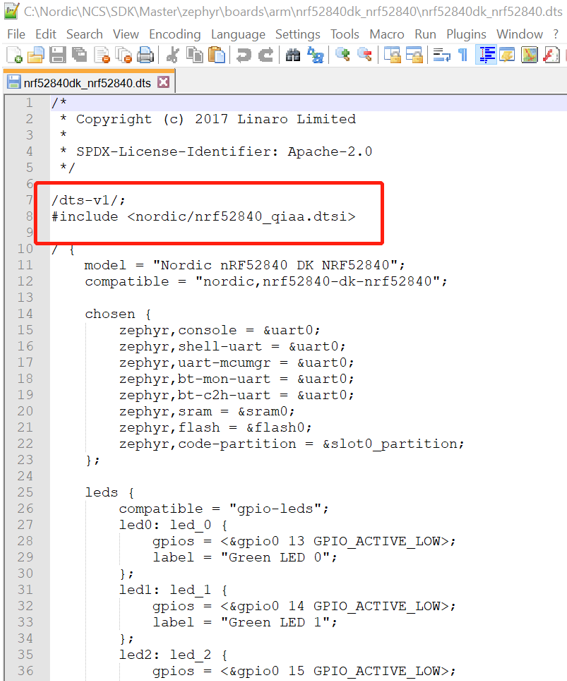 C:\Nordic\NCS\SDK\Master\zephyr\boards\arm\nrf52840dk_nrf52840\nrf52840dk_nrf52840.dts
File Edit Search View Encoding Language Settings Tools Macro Run Plugins Window ?
nrf52840dk_nrf52840.dts
1 /*
2 * Copyright (c) 2017 Linaro Limited
3 *
4 * SPDX-License-Identifier: Apache-2.0
5 */
6
7 /dts-v1/;
8 #include <nordic/nrf52840_qiaa.dtsi>
9
10 / {
11 model = "Nordic nRF52840 DK NRF52840";
12 compatible = "nordic,nrf52840-dk-nrf52840";
13
14 chosen {
15 zephyr,console = &uart0;
16 zephyr,shell-uart = &uart0;
17 zephyr,uart-mcumgr = &uart0;
18 zephyr,bt-mon-uart = &uart0;
19 zephyr,bt-c2h-uart = &uart0;
20 zephyr,sram = &sram0;
21 zephyr,flash = &flash0;
22 zephyr,code-partition = &slot0_partition;
23 };
24
25 leds {
26 compatible = "gpio-leds";
27 led0: led_0 {
28 gpios = <&gpio0 13 GPIO_ACTIVE_LOW>;
29 label = "Green LED 0";
30 };
31 led1: led_1 {
32 gpios = <&gpio0 14 GPIO_ACTIVE_LOW>;
33 label = "Green LED 1";
34 };
35 led2: led_2 {
36 gpios = <&gpio0 15 GPIO_ACTIVE_LOW>;